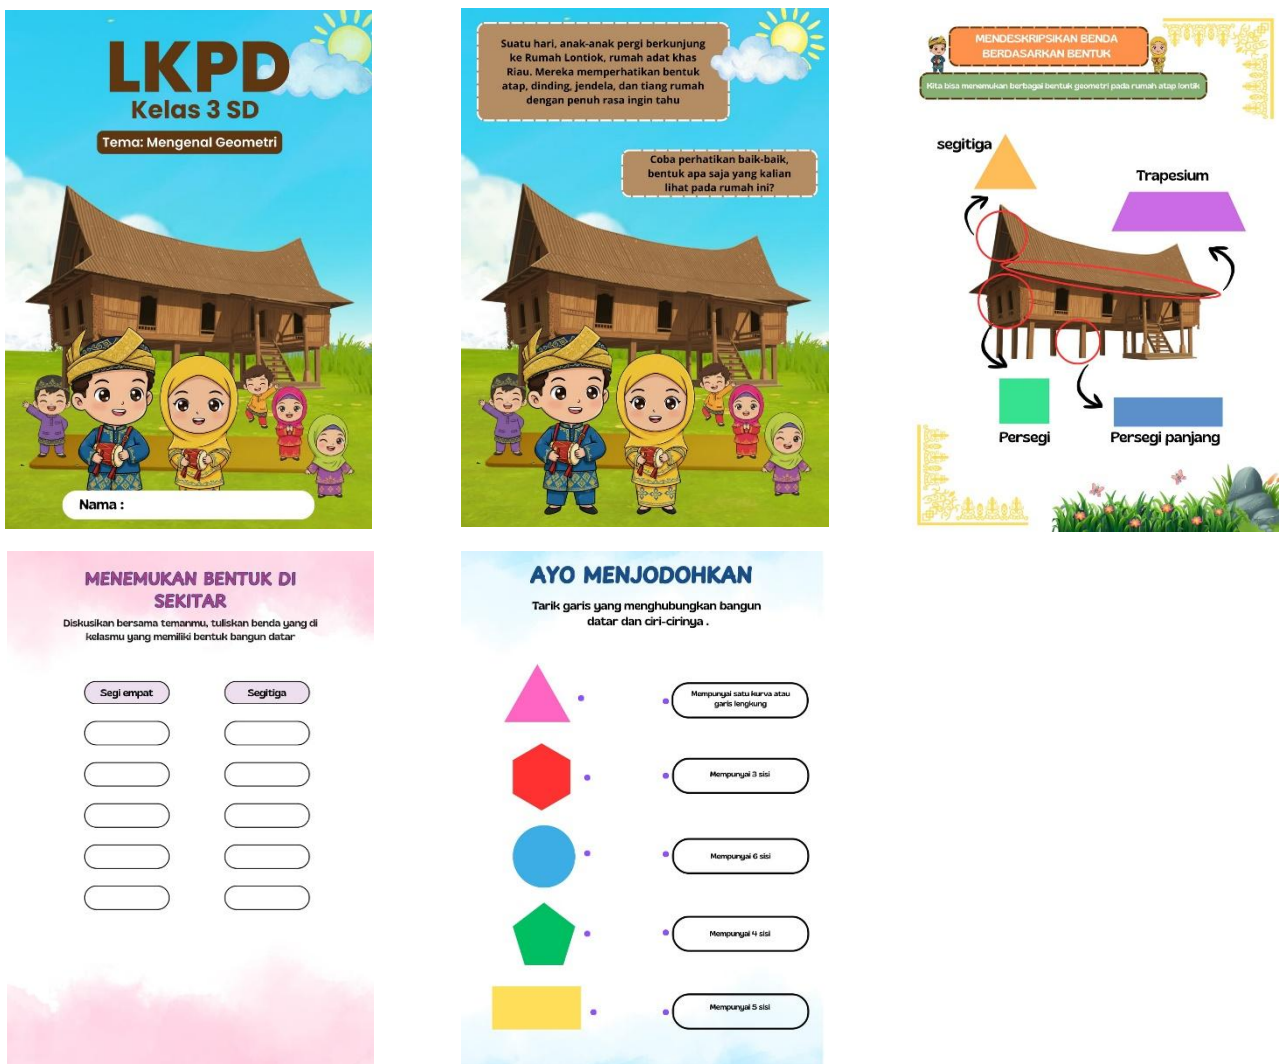 LKPD
Kelas 3 SD
Tema: Mengenal Geometri
Nama :
Suatu hari, anak-anak pergi berkunjung
ke Rumah Lontiok, rumah adat khas
Riau. Mereka memperhatikan bentuk
atap, dinding, jendela, dan tiang rumah
dengan penuh rasa ingin tahu
Coba perhatikan baik-baik,
bentuk apa saja yang kalian
lihat pada rumah ini?
MENDESKRIPSIKAN BENDA
BERDASARKAN BENTUK
Kita bisa menemukan berbagai bentuk geometri pada rumah atap lontik
segitiga
Trapesium
Persegi
Persegi panjang
MENEMUKAN BENTUK DI
SEKITAR
Diskusikan bersama temanmu, tuliskan benda yang di
kelasmu yang memiliki bentuk bangun datar
Segi empat
Segitiga
AYO MENJODOHKAN
Tarik garis yang menghubungkan bangun
datar dan ciri-cirinya .
Mempunyai satu kurva atau
garis lengkung
Mempunyai 3 sisi
Mempunyai 6 sisi
Mempunyai 4 sisi
Mempunyai 5 sisi